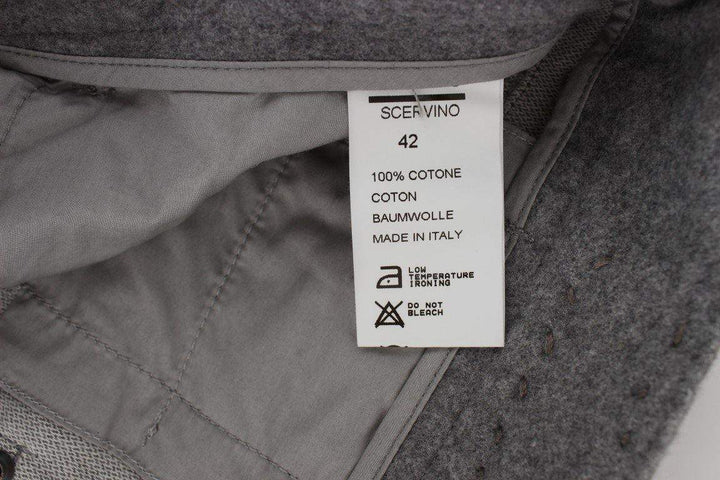 SCERVINO
42
100% COTONE
COTON
BAUMWOLLE
MADE IN ITALY
LOW
TEMPERATURE
IRONING
DO NOT
BLEACH